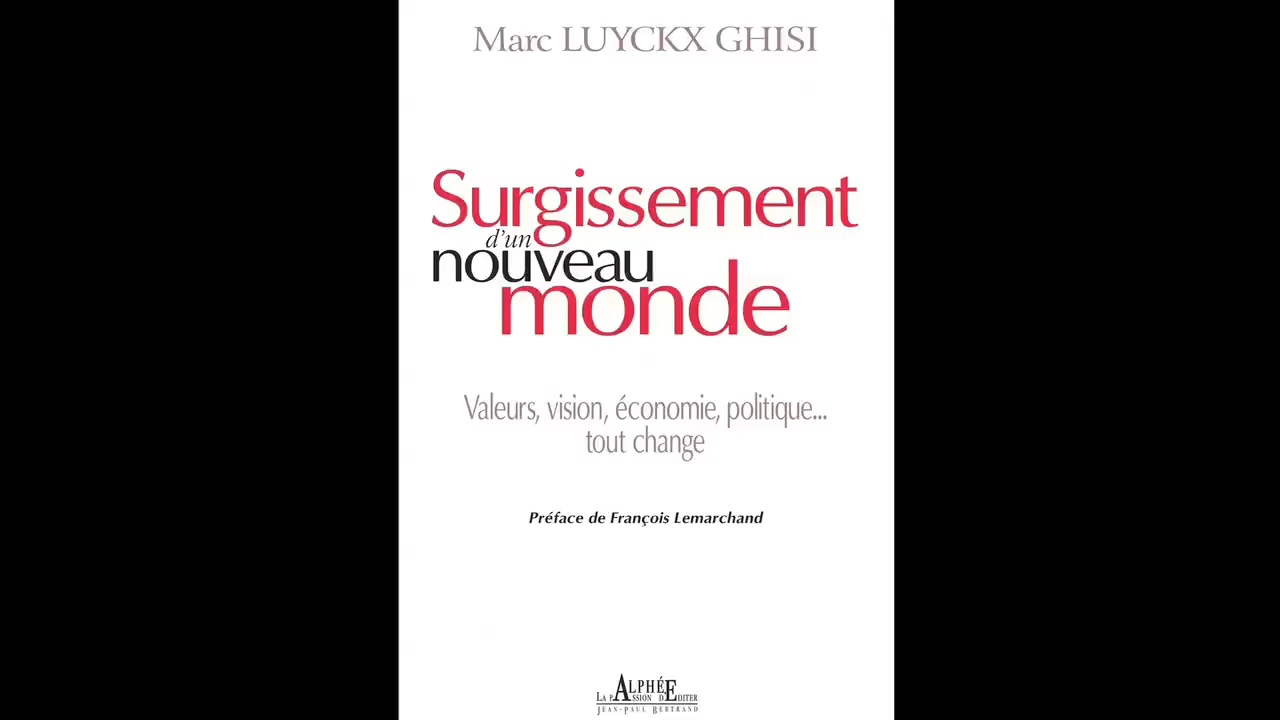 Marc LUYCKX GHISI
Surgissement
d'un
nouveau
monde
Valeurs, vision, économie, politique...
tout change
Préface de François Lemarchand
ALPHÉE
LA PASSION D'ÉDITER
JEAN-PAUL BERTRAND